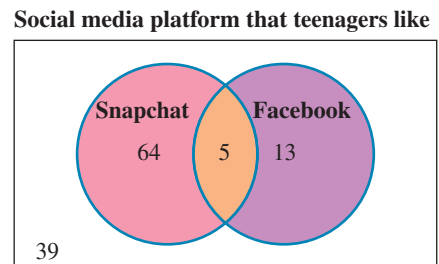 Social media platform that teenagers like
Snapchat Facebook
64 5 13
39